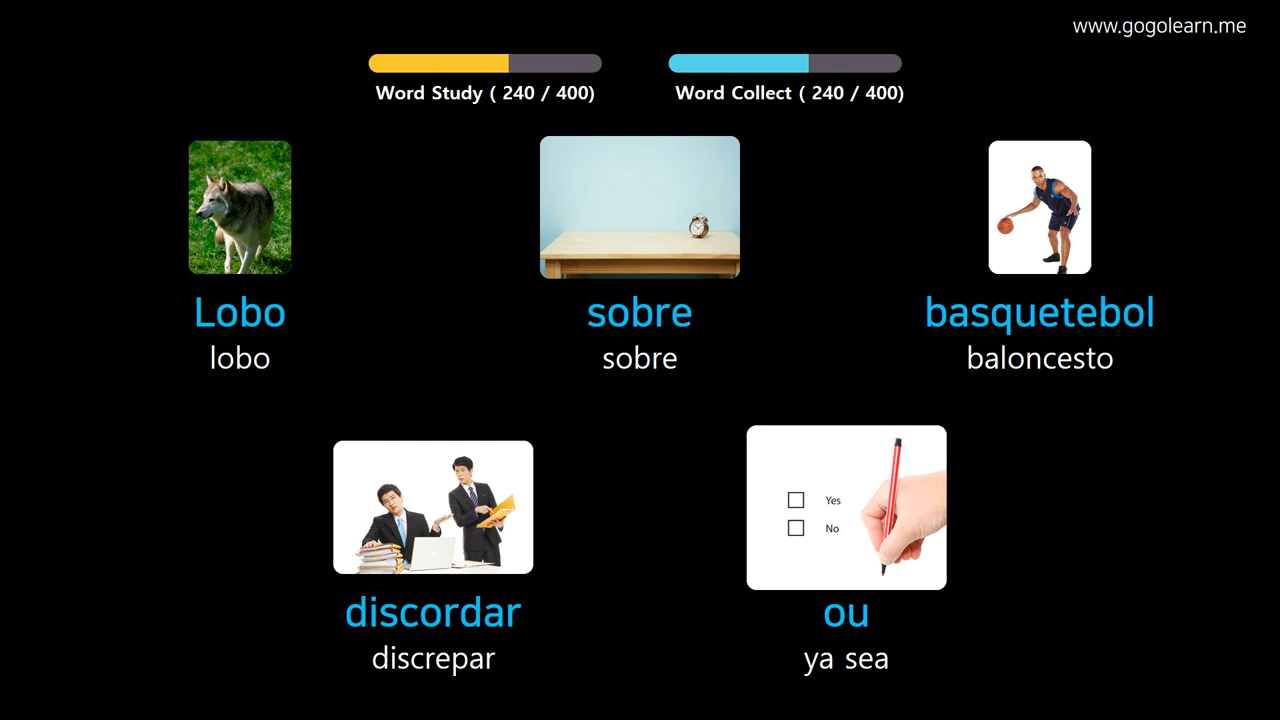 www.gogolearn.me
Word Study ( 240 / 400)
Word Collect ( 240 / 400)
Lobo
lobo
sobre
sobre
basquetebol
baloncesto
discordar
discrepar
Yes
No
ou
ya sea